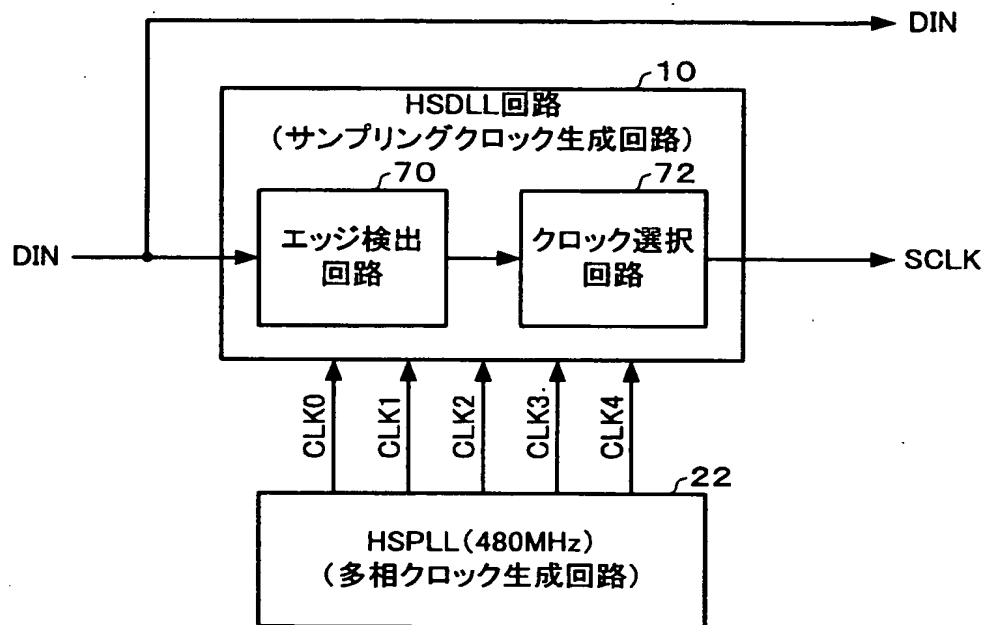 DIN
10
HSDLL回路
(サンプリングクロック生成回路)
70
72
DIN
エッジ検出
回路
クロック選択
回路
SCLK
CLK0
CLK1
CLK2
CLK3
CLK4
22
HSPLL(480MHz)
(多相クロック生成回路)